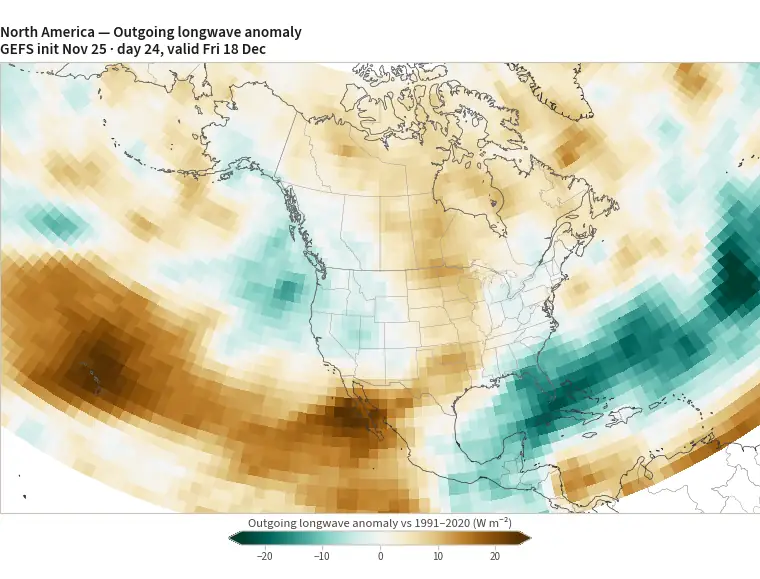 North America — Outgoing longwave anomaly
GEFS init Nov 25 · day 24, valid Fri 18 Dec
Outgoing longwave anomaly vs 1991–2020 (W m⁻²)
−20 −10 0 10 20